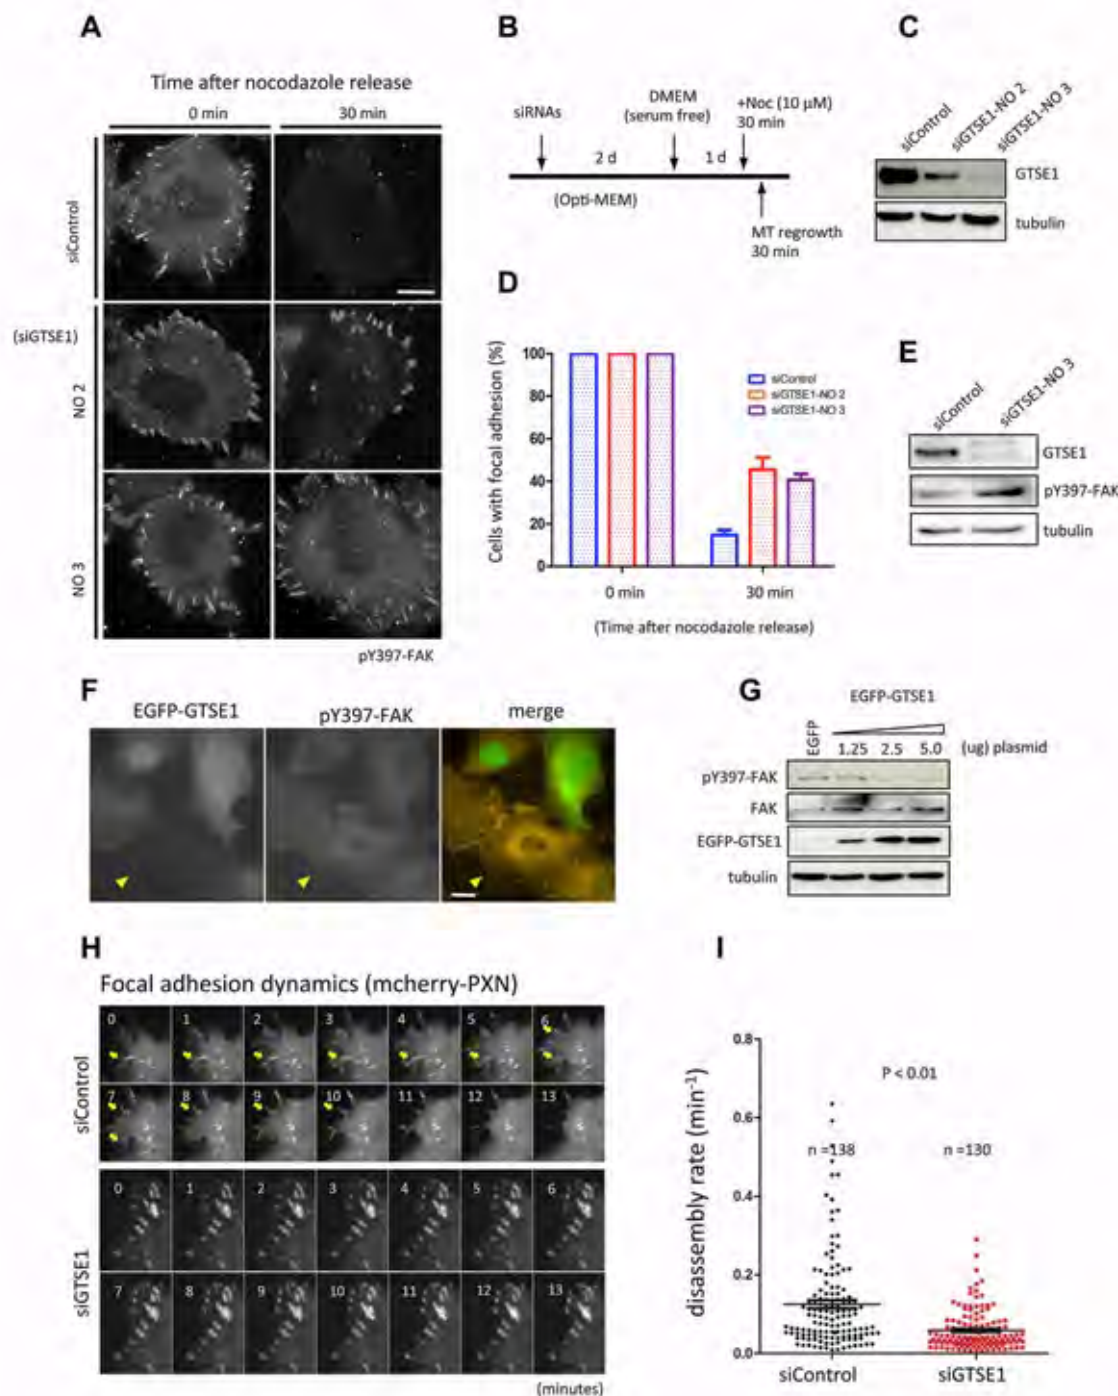 A
Time after nocodazole release
0 min
30 min
siControl
(siGTSE1)
NO 2
NO 3
pY397-FAK
B
siRNAs
DMEM
(serum free)
+Noc (10 µM)
30 min
2 d
1 d
(Opti-MEM)
MT regrowth
30 min
C
siControl
siGTSE1-NO 2
siGTSE1-NO 3
GTSE1
tubulin
D
Cells with focal adhesion (%)
100
80
60
40
20
0
siControl
siGTSE1-NO 2
siGTSE1-NO 3
0 min
30 min
(Time after nocodazole release)
E
siControl
siGTSE1-NO 3
GTSE1
pY397-FAK
tubulin
F
EGFP-GTSE1
pY397-FAK
merge
G
EGFP-GTSE1
EGFP
1.25 2.5 5.0 (ug) plasmid
pY397-FAK
FAK
EGFP-GTSE1
tubulin
H
Focal adhesion dynamics (mcherry-PXN)
siControl
0 1 2 3 4 5 6
7 8 9 10 11 12 13
siGTSE1
0 1 2 3 4 5 6
7 8 9 10 11 12 13
(minutes)
I
disassembly rate (min⁻¹)
0.8
0.6
0.4
0.2
0.0
P < 0.01
n =138
n =130
siControl
siGTSE1